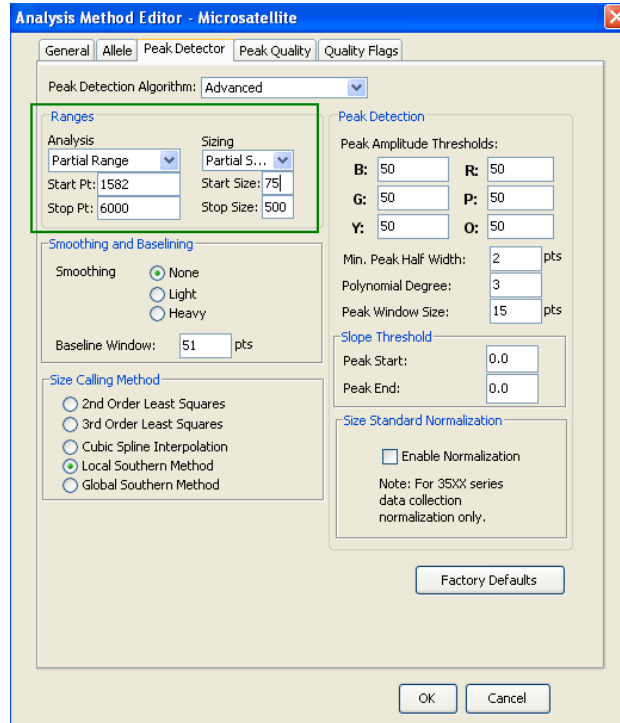 Analysis Method Editor - Microsatellite
General Allele Peak Detector Peak Quality Quality Flags
Peak Detection Algorithm: Advanced
Ranges
Analysis Sizing
Partial Range Partial S...
Start Pt: 1582 Start Size: 75
Stop Pt: 6000 Stop Size: 500
Smoothing and Baselining
Smoothing None
Light
Heavy
Baseline Window: 51 pts
Size Calling Method
2nd Order Least Squares
3rd Order Least Squares
Cubic Spline Interpolation
Local Southern Method
Global Southern Method
Peak Detection
Peak Amplitude Thresholds:
B: 50 R: 50
G: 50 P: 50
Y: 50 O: 50
Min. Peak Half Width: 2 pts
Polynomial Degree: 3
Peak Window Size: 15 pts
Slope Threshold
Peak Start: 0.0
Peak End: 0.0
Size Standard Normalization
Enable Normalization
Note: For 35XX series
data collection
normalization only.
Factory Defaults
OK Cancel